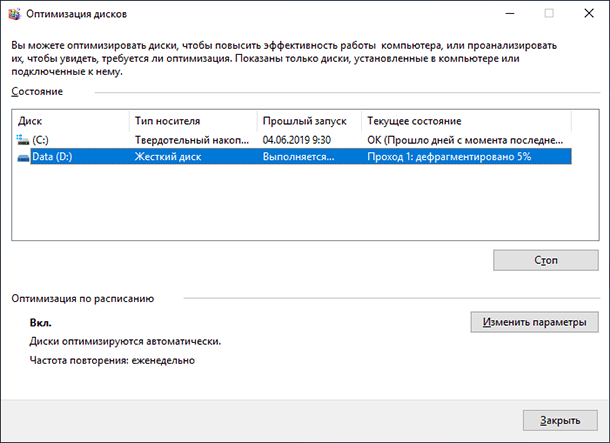 Оптимизация дисков
Вы можете оптимизировать диски, чтобы повысить эффективность работы компьютера, или проанализировать
их, чтобы увидеть, требуется ли оптимизация. Показаны только диски, установленные в компьютере или
подключенные к нему.
Состояние
Диск Тип носителя Прошлый запуск Текущее состояние
(C:) Твердотельный накоп... 04.06.2019 9:30 ОК (Прошло дней с момента последне...
Data (D:) Жесткий диск Выполняется... Проход 1: дефрагментировано 5%
Стоп
Оптимизация по расписанию
Вкл.
Изменить параметры
Диски оптимизируются автоматически.
Частота повторения: еженедельно
Закрыть